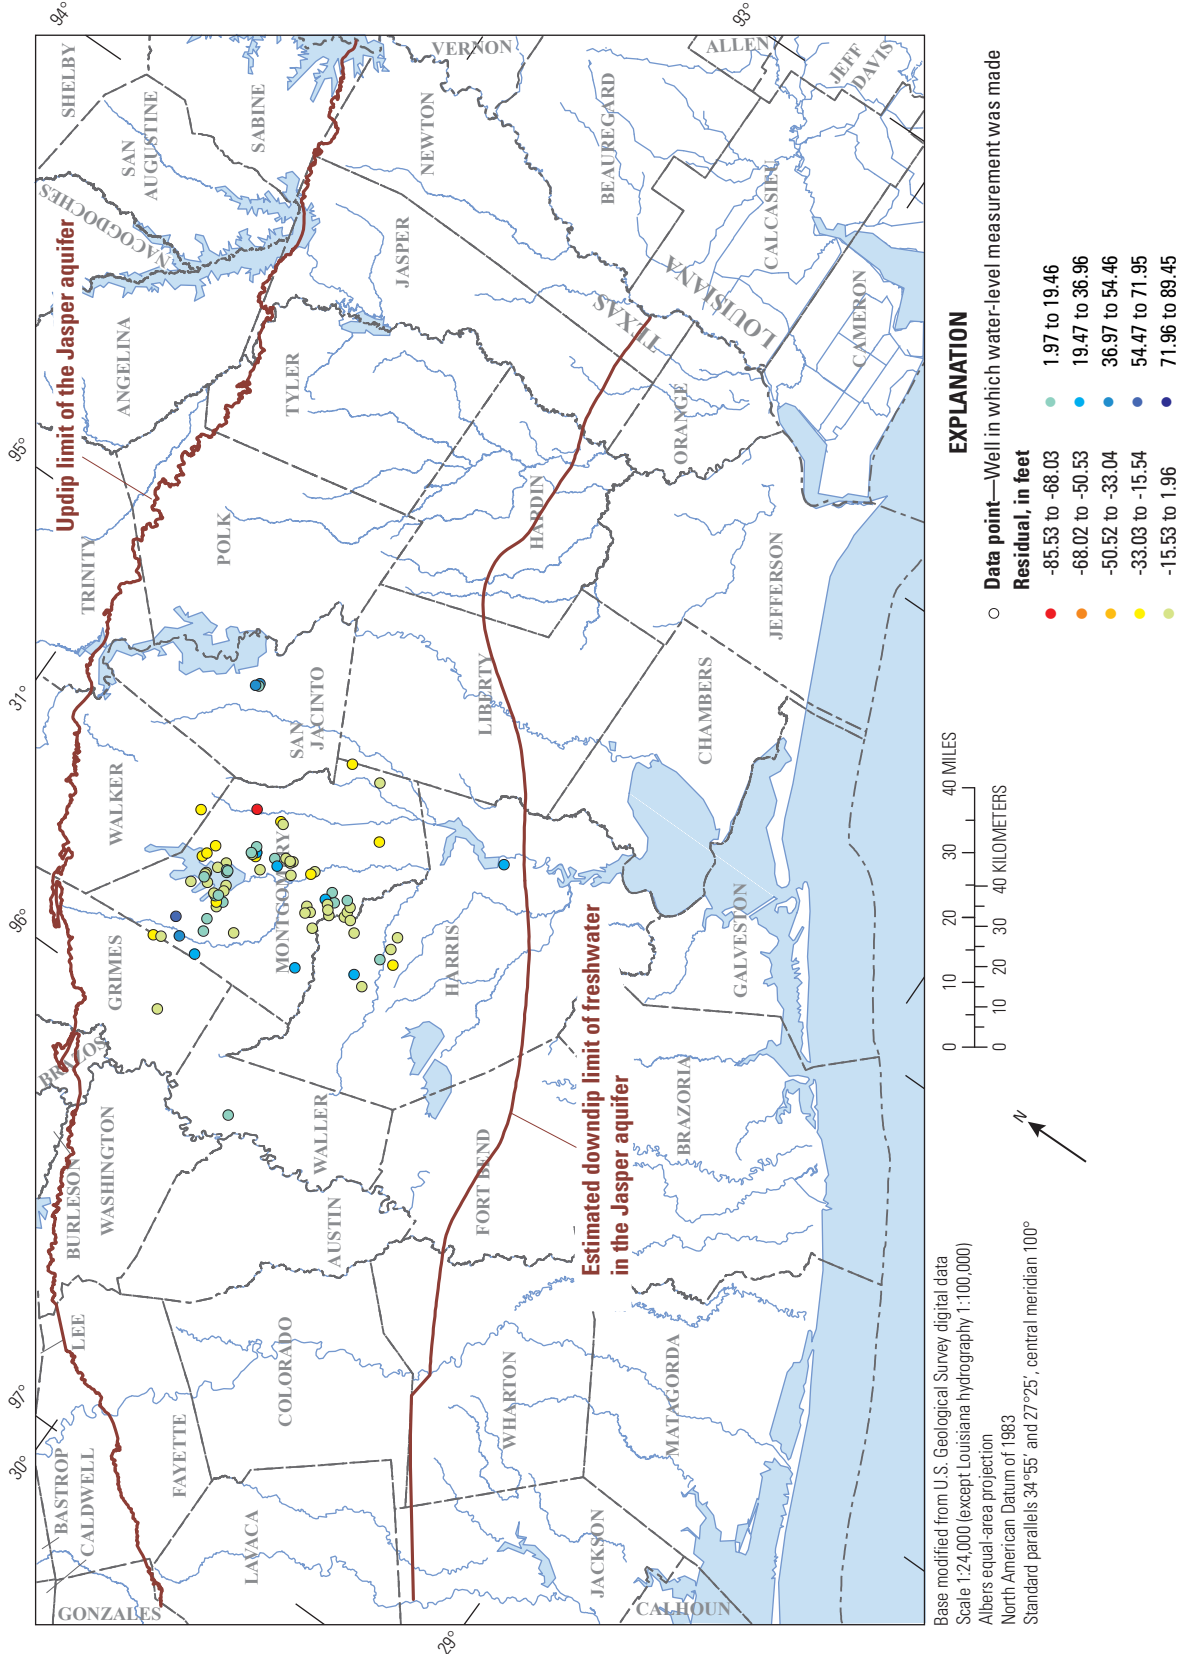 94°
93°
95°
31°
96°
97°
30°
29°
SHELBY
SAN
AUGUSTINE
SABINE
VERNON
ALLEN
JEFF
DAVIS
NACOGDOCHES
NEWTON
BEAUREGARD
JASPER
CALCASIEU
ANGELINA
TYLER
TEXAS
LOUISIANA
CAMERON
ORANGE
Updip limit of the Jasper aquifer
TRINITY
POLK
HARDIN
JEFFERSON
WALKER
SAN
JACINTO
LIBERTY
CHAMBERS
GRIMES
MONTGOMERY
HARRIS
GALVESTON
BRAZOS
BURLESON
WASHINGTON
WALLER
AUSTIN
FORT BEND
BRAZORIA
Estimated downdip limit of freshwater
in the Jasper aquifer
LEE
BASTROP
CALDWELL
FAYETTE
COLORADO
WHARTON
MATAGORDA
GONZALES
LAVACA
JACKSON
CALHOUN
Base modified from U.S. Geological Survey digital data
Scale 1:24,000 (except Louisiana hydrography 1:100,000)
Albers equal-area projection
North American Datum of 1983
Standard parallels 34°55′ and 27°25′, central meridian 100°
N
0 10 20 30 40 MILES
0 10 20 30 40 KILOMETERS
EXPLANATION
Data point—Well in which water-level measurement was made
Residual, in feet
-85.53 to -68.03
-68.02 to -50.53
-50.52 to -33.04
-33.03 to -15.54
-15.53 to 1.96
1.97 to 19.46
19.47 to 36.96
36.97 to 54.46
54.47 to 71.95
71.96 to 89.45